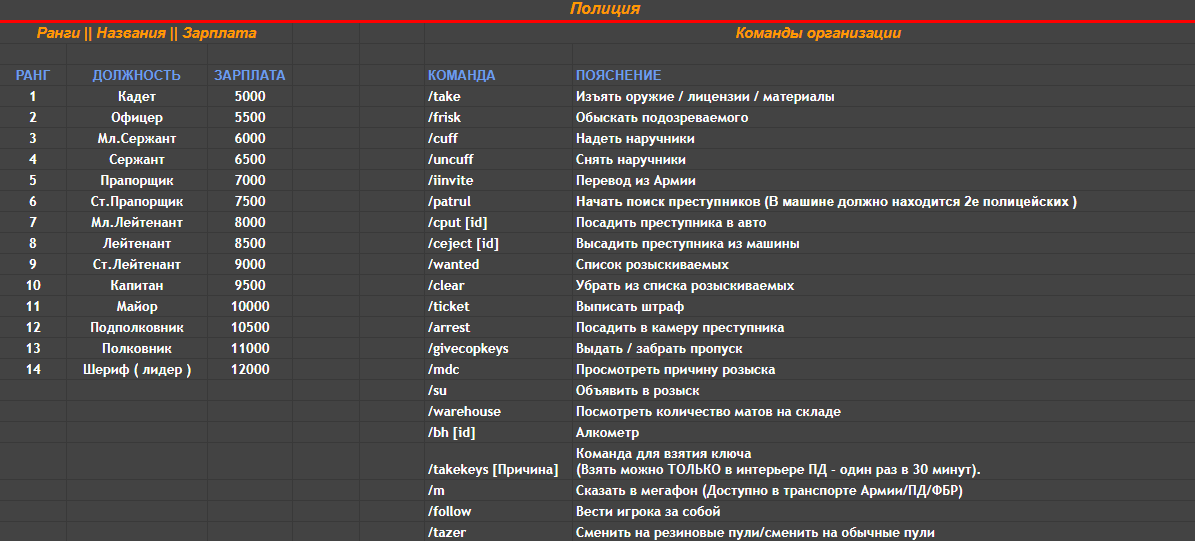 Полиция
Ранги || Названия || Зарплата Команды организации
РАНГ ДОЛЖНОСТЬ ЗАРПЛАТА КОМАНДА ПОЯСНЕНИЕ
1 Кадет 5000 /take Изъять оружие / лицензии / материалы
2 Офицер 5500 /frisk Обыскать подозреваемого
3 Мл.Сержант 6000 /cuff Надеть наручники
4 Сержант 6500 /uncuff Снять наручники
5 Прапорщик 7000 /iinvite Перевод из Армии
6 Ст.Прапорщик 7500 /patrul Начать поиск преступников (В машине должно находится 2е полицейских )
7 Мл.Лейтенант 8000 /cput [id] Посадить преступника в авто
8 Лейтенант 8500 /ceject [id] Высадить преступника из машины
9 Ст.Лейтенант 9000 /wanted Список розыскиваемых
10 Капитан 9500 /clear Убрать из списка розыскиваемых
11 Майор 10000 /ticket Выписать штраф
12 Подполковник 10500 /arrest Посадить в камеру преступника
13 Полковник 11000 /givecopkeys Выдать / забрать пропуск
14 Шериф ( лидер ) 12000 /mdc Просмотреть причину розыска
/su Объявить в розыск
/warehouse Посмотреть количество матов на складе
/bh [id] Алкометр
Команда для взятия ключа
/takekeys [Причина] (Взять можно ТОЛЬКО в интерьере ПД - один раз в 30 минут).
/m Сказать в мегафон (Доступно в транспорте Армии/ПД/ФБР)
/follow Вести игрока за собой
/tazer Сменить на резиновые пули/сменить на обычные пули